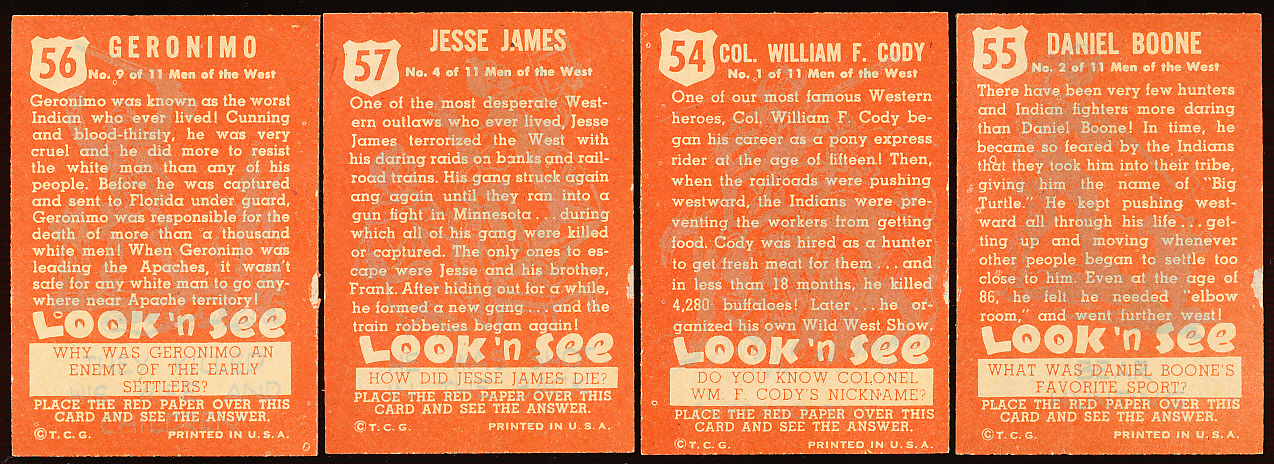 56
GERONIMO
No. 9 of 11 Men of the West
Geronimo was known as the worst
Indian who ever lived! Cunning
and blood-thirsty, he was very
cruel and he did more to resist
the white man than any of his
people. Before he was captured
and sent to Florida under guard,
Geronimo was responsible for the
death of more than a thousand
white men! When Geronimo was
leading the Apaches, it wasn't
safe for any white man to go any-
where near Apache territory!
LOOK 'n SEE
WHY WAS GERONIMO AN
ENEMY OF THE EARLY
SETTLERS?
PLACE THE RED PAPER OVER THIS
CARD AND SEE THE ANSWER.
© T. C. G. PRINTED IN U. S. A.
57
JESSE JAMES
No. 4 of 11 Men of the West
One of the most desperate West-
ern outlaws who ever lived, Jesse
James terrorized the West with
his daring raids on banks and rail-
road trains. His gang struck again
ang again until they ran into a
gun fight in Minnesota . . . during
which all of his gang were killed
or captured. The only ones to es-
cape were Jesse and his brother,
Frank. After hiding out for a while,
he formed a new gang . . . and the
train robberies began again!
LOOK 'n SEE
HOW DID JESSE JAMES DIE?
PLACE THE RED PAPER OVER THIS
CARD AND SEE THE ANSWER.
© T. C. G. PRINTED IN U. S. A.
54
COL. WILLIAM F. CODY
No. 1 of 11 Men of the West
One of our most famous Western
heroes, Col. William F. Cody be-
gan his career as a pony express
rider at the age of fifteen! Then,
when the railroads were pushing
westward, the Indians were pre-
venting the workers from getting
food. Cody was hired as a hunter
to get fresh meat for them . . . and
in less than 18 months, he killed
4,280 buffaloes! Later . . . he or-
ganized his own Wild West Show.
LOOK 'n SEE
DO YOU KNOW COLONEL
WM. F. CODY'S NICKNAME?
PLACE THE RED PAPER OVER THIS
CARD AND SEE THE ANSWER.
© T. C. G. PRINTED IN U. S. A.
55
DANIEL BOONE
No. 2 of 11 Men of the West
There have been very few hunters
and Indian fighters more daring
than Daniel Boone! In time, he
became so feared by the Indians
that they took him into their tribe,
giving him the name of "Big
Turtle." He kept pushing west-
ward all through his life . . . get-
ting up and moving whenever
other people began to settle too
close to him. Even at the age of
86, he felt he needed "elbow
room," and went further west!
LOOK 'n SEE
WHAT WAS DANIEL BOONE'S
FAVORITE SPORT?
PLACE THE RED PAPER OVER THIS
CARD AND SEE THE ANSWER.
© T. C. G. PRINTED IN U. S. A.